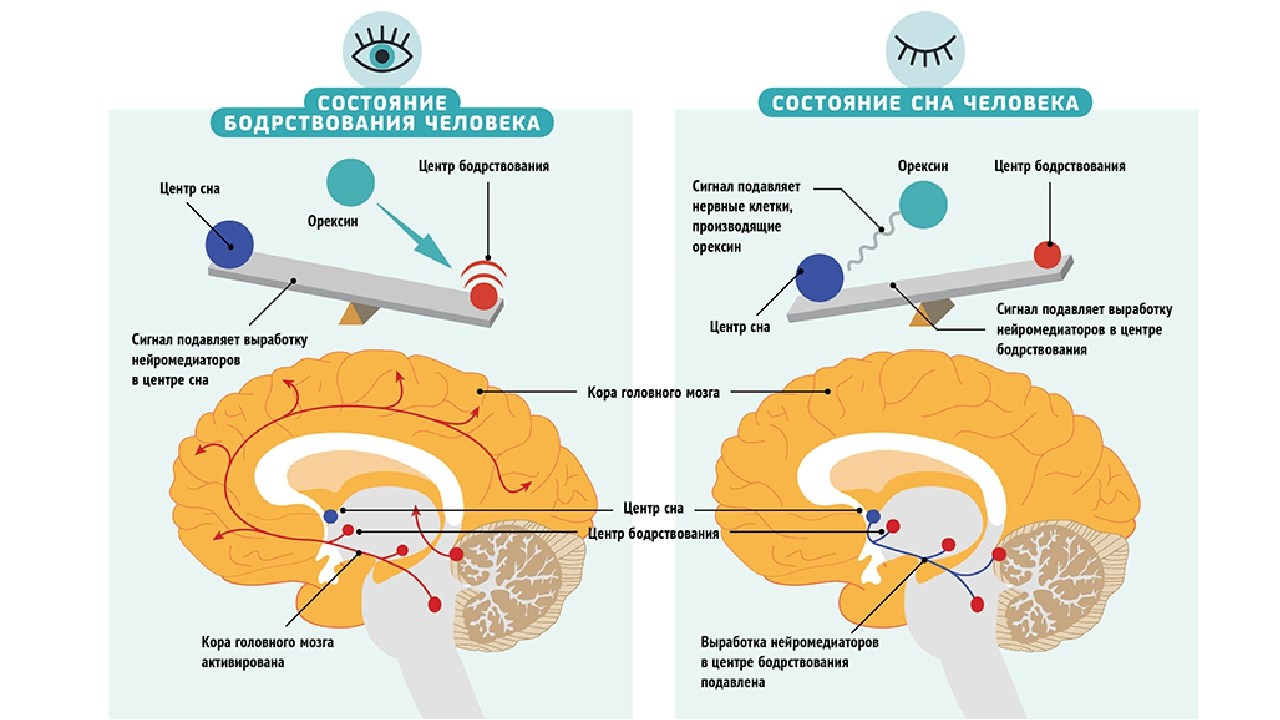 СОСТОЯНИЕ
БОДРСТВОВАНИЯ ЧЕЛОВЕКА
Центр сна
Орексин
Центр бодрствования
Сигнал подавляет выработку
нейромедиаторов
в центре сна
СОСТОЯНИЕ СНА ЧЕЛОВЕКА
Сигнал подавляет
нервные клетки,
производящие
орексин
Орексин
Центр бодрствования
Центр сна
Сигнал подавляет выработку
нейромедиаторов в центре
бодрствования
Кора головного мозга
Центр сна
Центр бодрствования
Кора головного мозга
активирована
Выработка нейромедиаторов
в центре бодрствования
подавлена